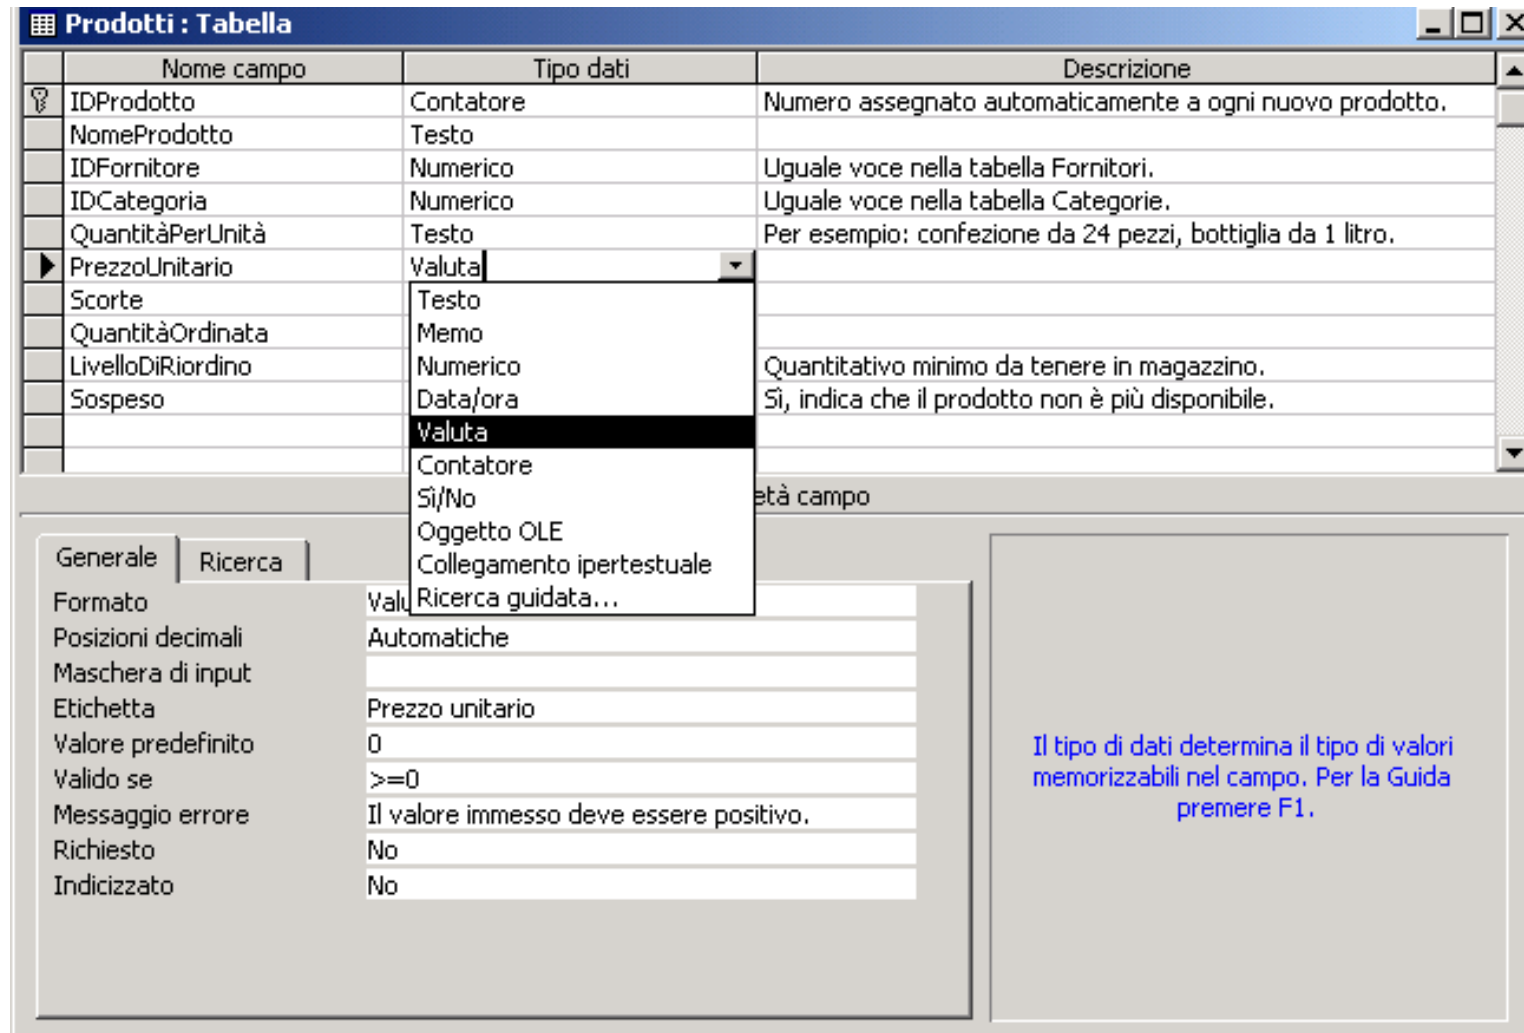 Prodotti : Tabella
Nome campo Tipo dati Descrizione
IDProdotto Contatore Numero assegnato automaticamente a ogni nuovo prodotto.
NomeProdotto Testo
IDFornitore Numerico Uguale voce nella tabella Fornitori.
IDCategoria Numerico Uguale voce nella tabella Categorie.
QuantitàPerUnità Testo Per esempio: confezione da 24 pezzi, bottiglia da 1 litro.
PrezzoUnitario Valuta
Scorte Testo
QuantitàOrdinata Memo
LivelloDiRiordino Numerico Quantitativo minimo da tenere in magazzino.
Sospeso Data/ora Sì, indica che il prodotto non è più disponibile.
Valuta
Contatore
Sì/No età campo
Oggetto OLE
Generale Ricerca Collegamento ipertestuale
Formato Valu Ricerca guidata...
Posizioni decimali Automatiche
Maschera di input
Etichetta Prezzo unitario
Valore predefinito 0
Valido se >=0
Messaggio errore Il valore immesso deve essere positivo.
Richiesto No
Indicizzato No
Il tipo di dati determina il tipo di valori
memorizzabili nel campo. Per la Guida
premere F1.